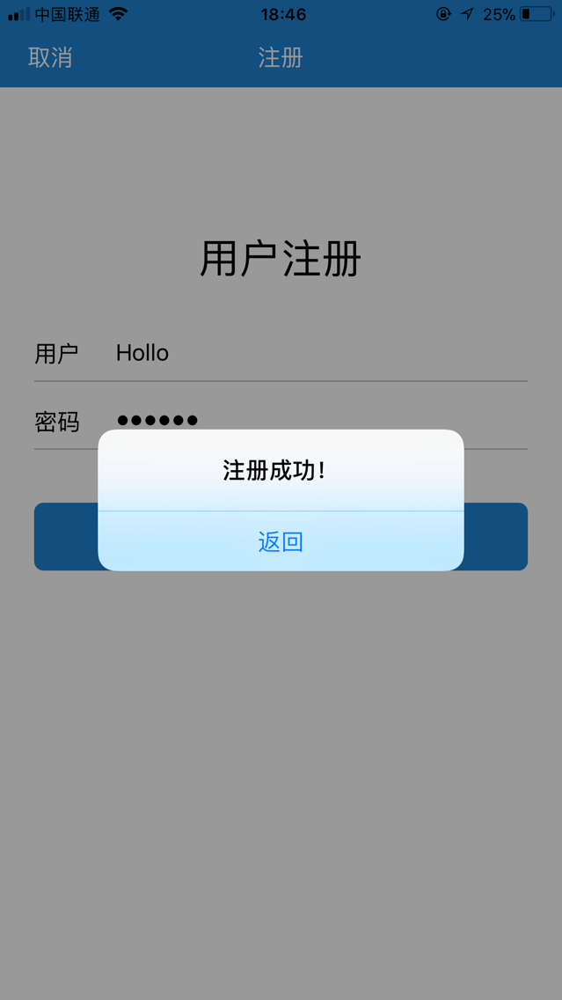 中国联通 18:46 25%
取消 注册
用户注册
用户 Hollo
密码 ••••••
注册成功！
返回